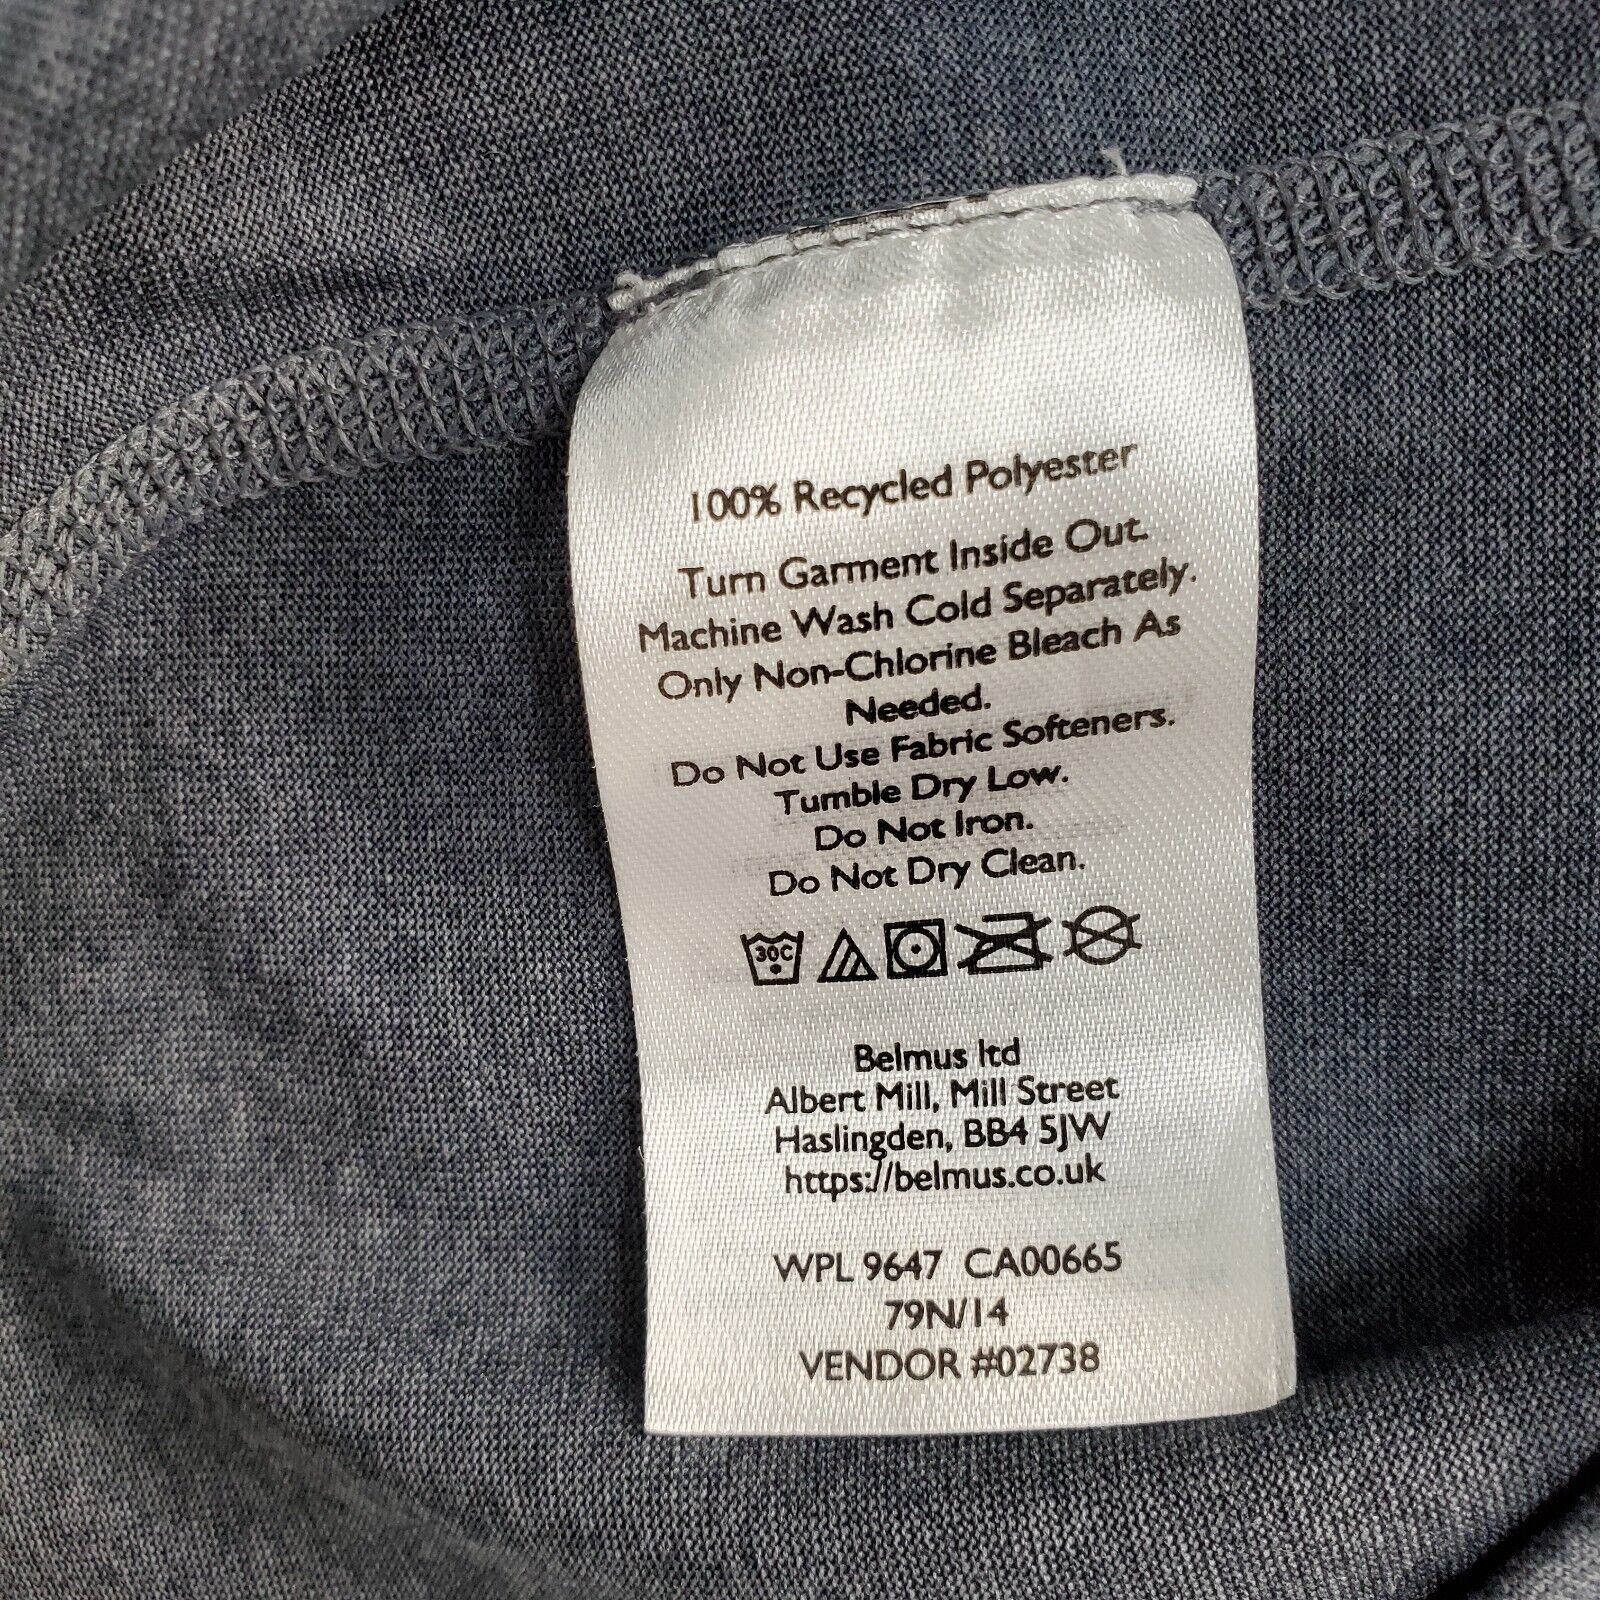 100% Recycled Polyester
Turn Garment Inside Out.
Machine Wash Cold Separately.
Only Non-Chlorine Bleach As
Needed.
Do Not Use Fabric Softeners.
Tumble Dry Low.
Do Not Iron.
Do Not Dry Clean.
30C
Belmus ltd
Albert Mill, Mill Street
Haslingden, BB4 5JW
https://belmus.co.uk
WPL 9647 CA00665
79N/14
VENDOR #02738